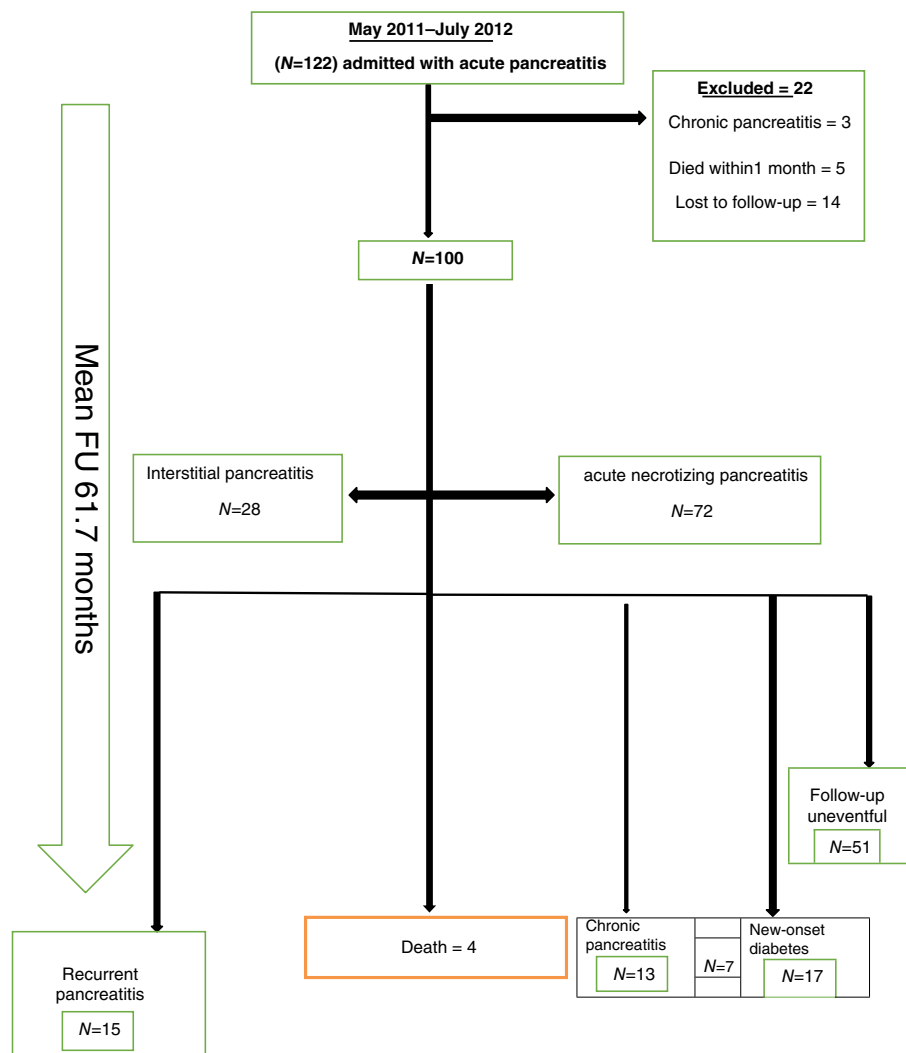 May 2011–July 2012
(N=122) admitted with acute pancreatitis
Excluded = 22
Chronic pancreatitis = 3
Died within1 month = 5
Lost to follow-up = 14
N=100
Mean FU 61.7 months
Interstitial pancreatitis
N=28
acute necrotizing pancreatitis
N=72
Follow-up
uneventful
N=51
Recurrent
pancreatitis
N=15
Death = 4
Chronic
pancreatitis
N=13
N=7
New-onset
diabetes
N=17